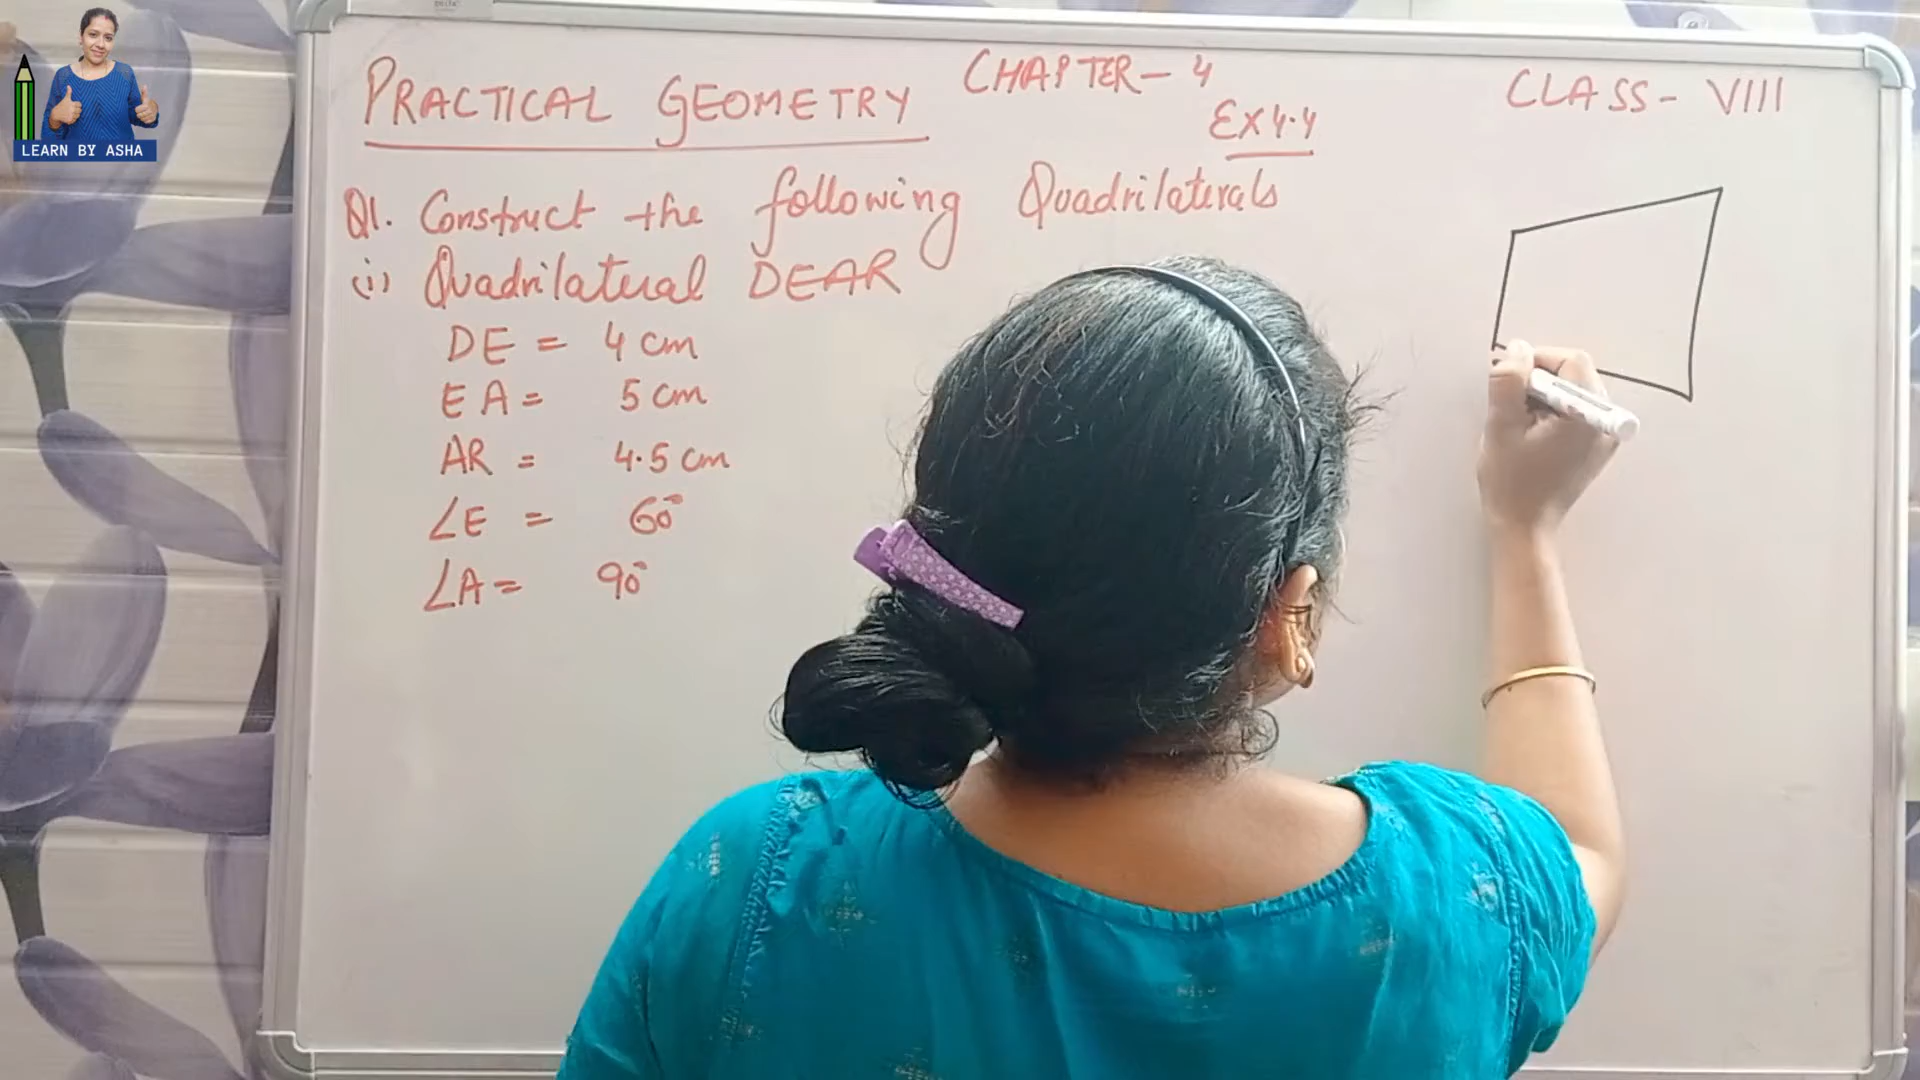 LEARN BY ASHA
PRACTICAL GEOMETRY CHAPTER - 4 CLASS - VIII
Ex 4.4
Q1. Construct the following Quadrilaterals
(i) Quadrilateral DEAR
DE = 4 cm
EA = 5 cm
AR = 4.5 cm
∠E = 60°
∠A = 90°